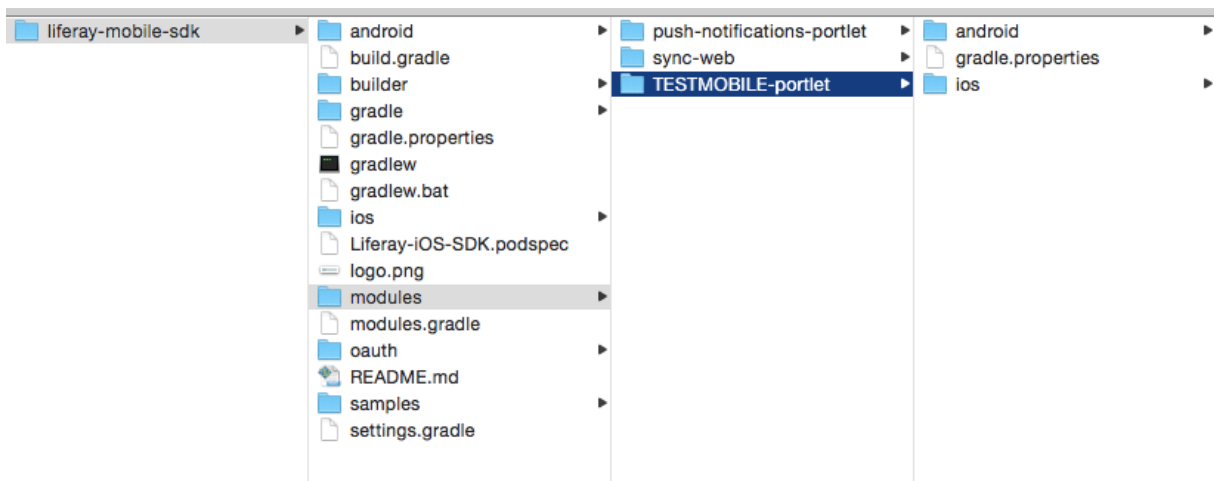 liferay-mobile-sdk
android
build.gradle
builder
gradle
gradle.properties
gradlew
gradlew.bat
ios
Liferay-iOS-SDK.podspec
logo.png
modules
modules.gradle
oauth
README.md
samples
settings.gradle
push-notifications-portlet
sync-web
TESTMOBILE-portlet
android
gradle.properties
ios